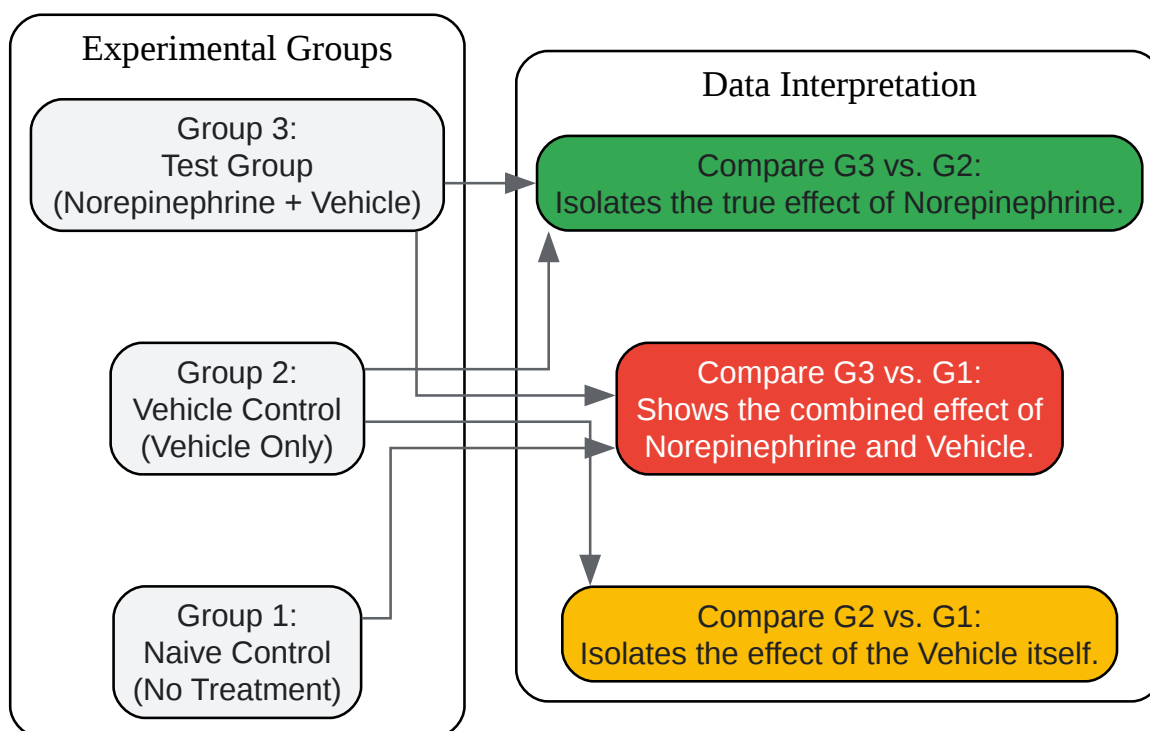 Experimental Groups
Group 3:
Test Group
(Norepinephrine + Vehicle)
Group 2:
Vehicle Control
(Vehicle Only)
Group 1:
Naive Control
(No Treatment)
Data Interpretation
Compare G3 vs. G2:
Isolates the true effect of Norepinephrine.
Compare G3 vs. G1:
Shows the combined effect of
Norepinephrine and Vehicle.
Compare G2 vs. G1:
Isolates the effect of the Vehicle itself.